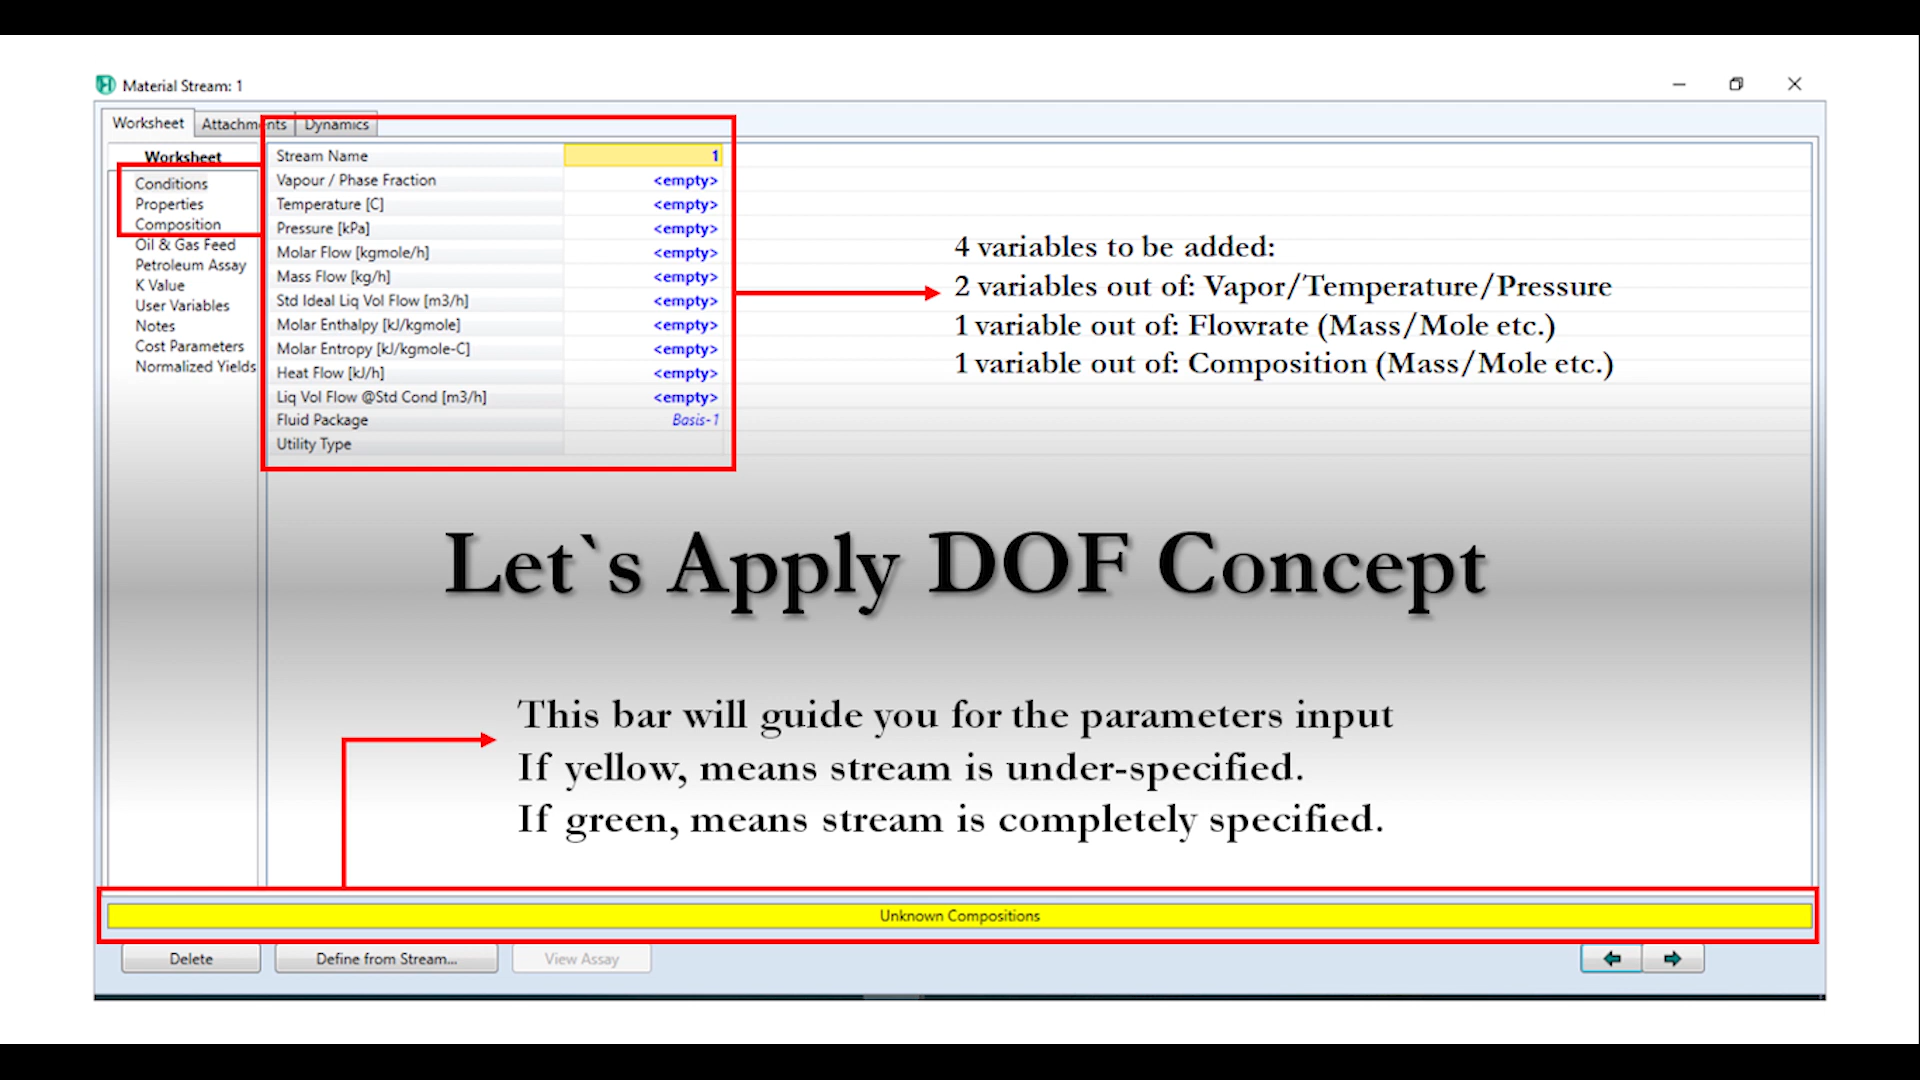 Material Stream: 1
Worksheet Attachments Dynamics
Worksheet
Conditions
Properties
Composition
Oil & Gas Feed
Petroleum Assay
K Value
User Variables
Notes
Cost Parameters
Normalized Yields
Stream Name 1
Vapour / Phase Fraction <empty>
Temperature [C] <empty>
Pressure [kPa] <empty>
Molar Flow [kgmole/h] <empty>
Mass Flow [kg/h] <empty>
Std Ideal Liq Vol Flow [m3/h] <empty>
Molar Enthalpy [kJ/kgmole] <empty>
Molar Entropy [kJ/kgmole-C] <empty>
Heat Flow [kJ/h] <empty>
Liq Vol Flow @Std Cond [m3/h] <empty>
Fluid Package Basis-1
Utility Type
4 variables to be added:
2 variables out of: Vapor/Temperature/Pressure
1 variable out of: Flowrate (Mass/Mole etc.)
1 variable out of: Composition (Mass/Mole etc.)
Let`s Apply DOF Concept
This bar will guide you for the parameters input
If yellow, means stream is under-specified.
If green, means stream is completely specified.
Unknown Compositions
Delete Define from Stream... View Assay